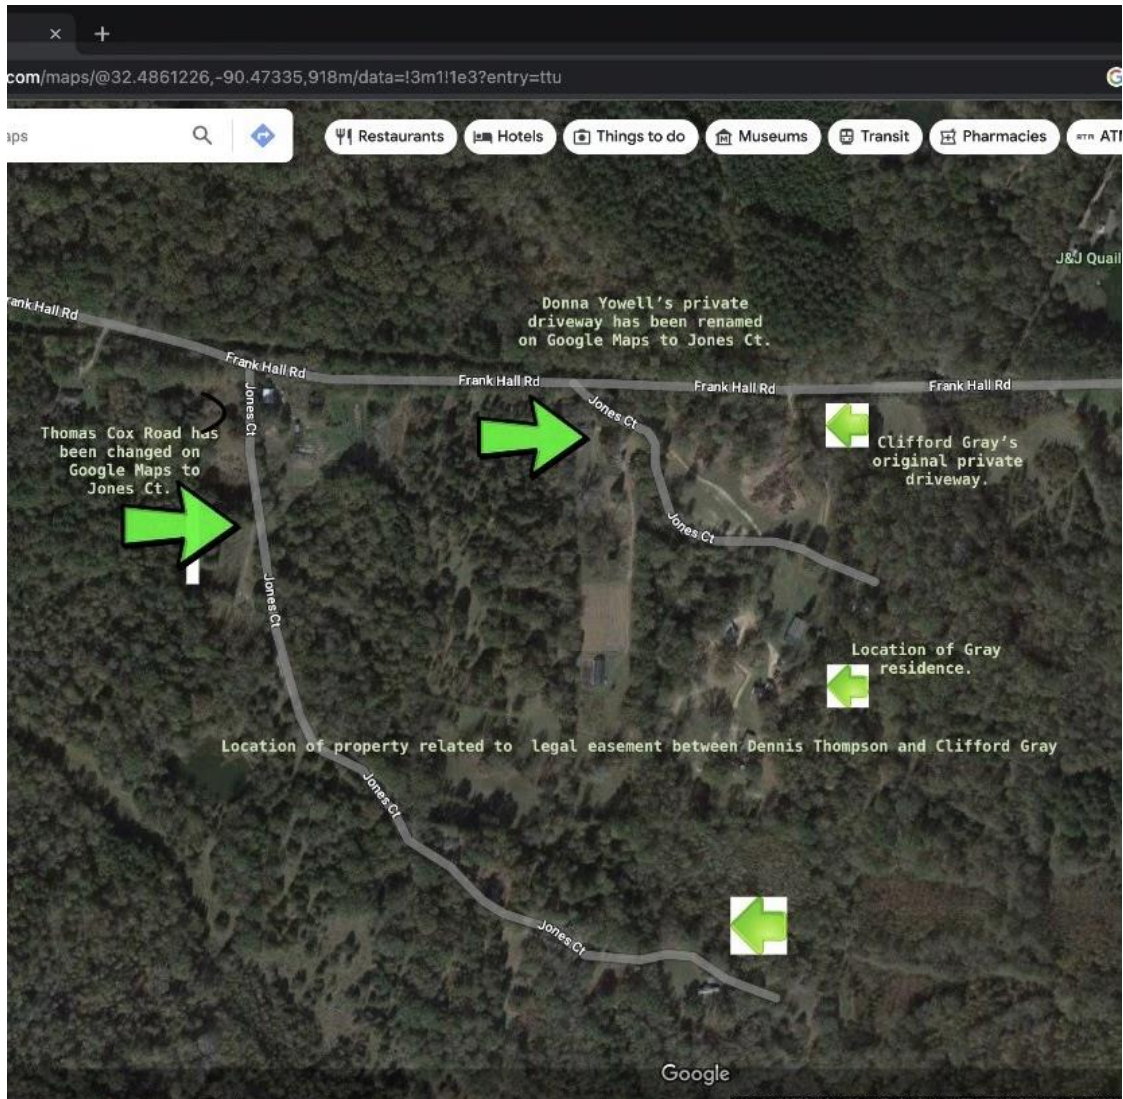 com/maps/@32.4861226,-90.47335,918m/data=!3m1!1e3?entry=ttu
aps
Restaurants
Hotels
Things to do
Museums
Transit
Pharmacies
ATM
J&J Quail
rank Hall Rd
Donna Yowell's private
driveway has been renamed
on Google Maps to Jones Ct.
Frank Hall Rd
Frank Hall Rd
Frank Hall Rd
Frank Hall Rd
Jones Ct
Jones Ct
Thomas Cox Road has
been changed on
Google Maps to
Jones Ct.
Clifford Gray's
original private
driveway.
Jones Ct
Jones Ct
Location of Gray
residence.
Location of property related to legal easement between Dennis Thompson and Clifford Gray
Jones Ct
Jones Ct
Google